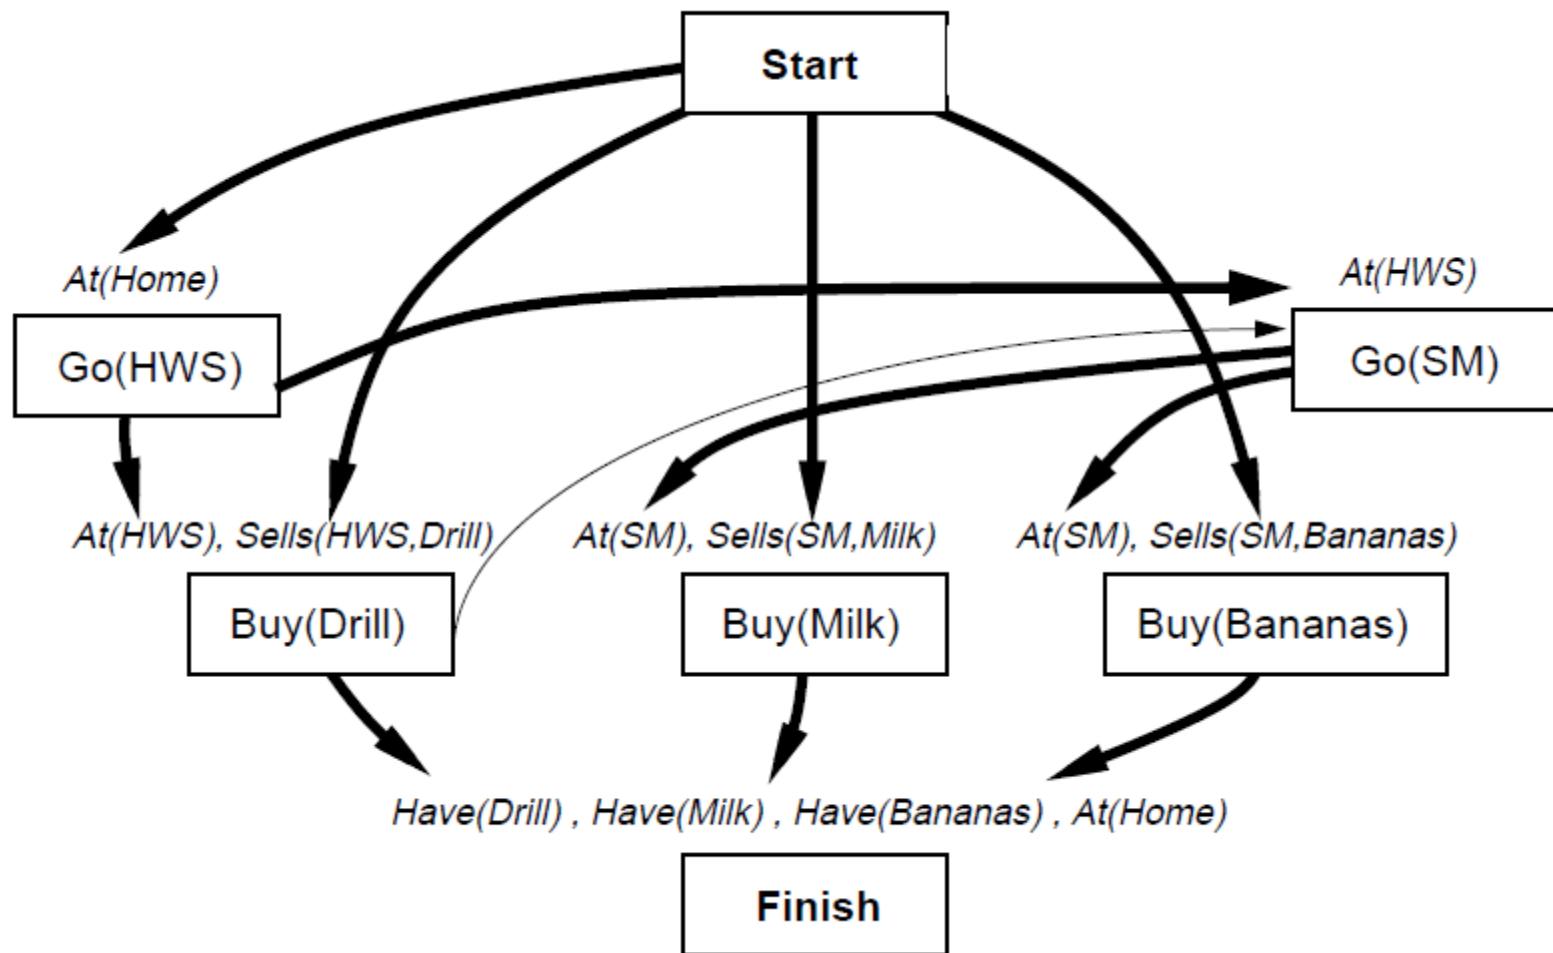 Start
At(Home)
At(HWS)
Go(HWS)
Go(SM)
At(HWS), Sells(HWS,Drill)
At(SM), Sells(SM,Milk)
At(SM), Sells(SM,Bananas)
Buy(Drill)
Buy(Milk)
Buy(Bananas)
Have(Drill) , Have(Milk) , Have(Bananas) , At(Home)
Finish